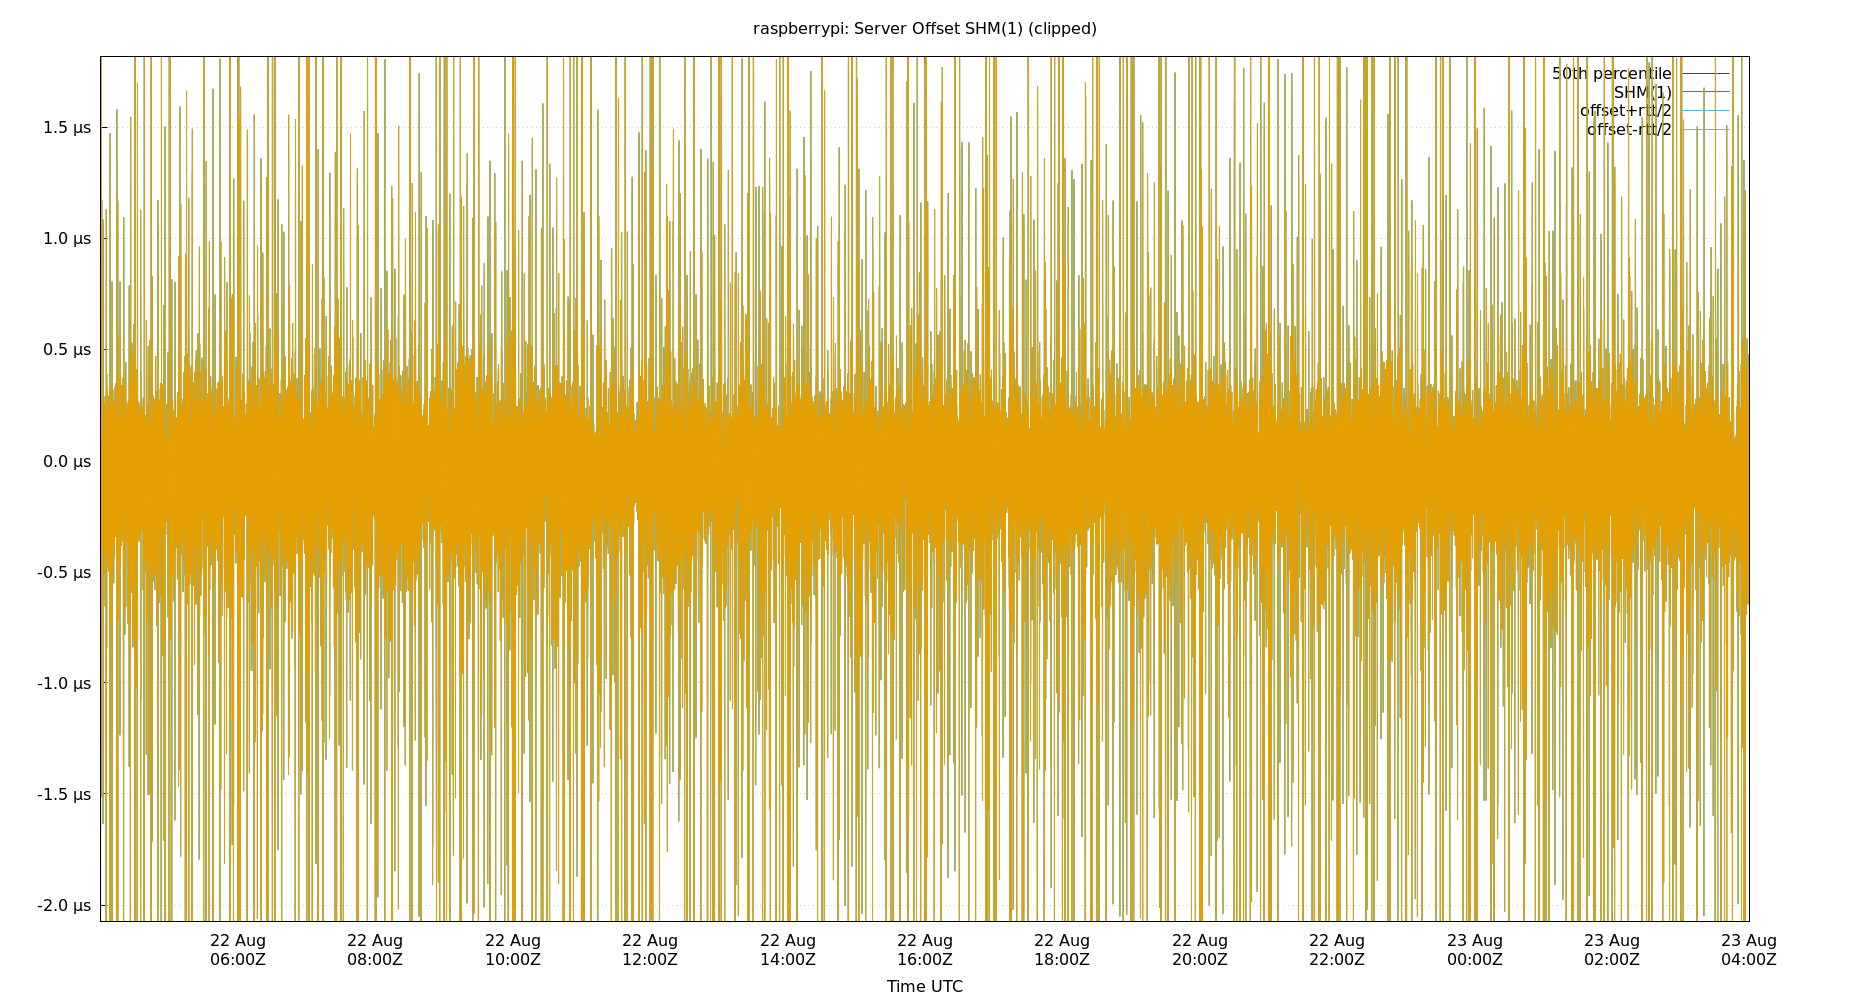 raspberrypi: Server Offset SHM(1) (clipped)
50th percentile
SHM(1)
offset+rtt/2
offset-rtt/2
1.5 µs
1.0 µs
0.5 µs
0.0 µs
-0.5 µs
-1.0 µs
-1.5 µs
-2.0 µs
22 Aug 22 Aug 22 Aug 22 Aug 22 Aug 22 Aug 22 Aug 22 Aug 22 Aug 23 Aug 23 Aug 23 Aug
06:00Z 08:00Z 10:00Z 12:00Z 14:00Z 16:00Z 18:00Z 20:00Z 22:00Z 00:00Z 02:00Z 04:00Z
Time UTC